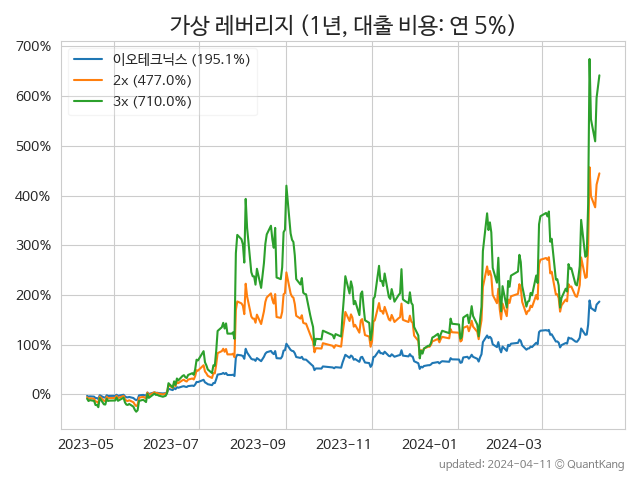 가상 레버리지 (1년, 대출 비용: 연 5%)
700%
600%
500%
400%
300%
200%
100%
0%
이오테크닉스 (195.1%)
2x (477.0%)
3x (710.0%)
2023-05
2023-07
2023-09
2023-11
2024-01
2024-03
updated: 2024-04-11 © QuantKang